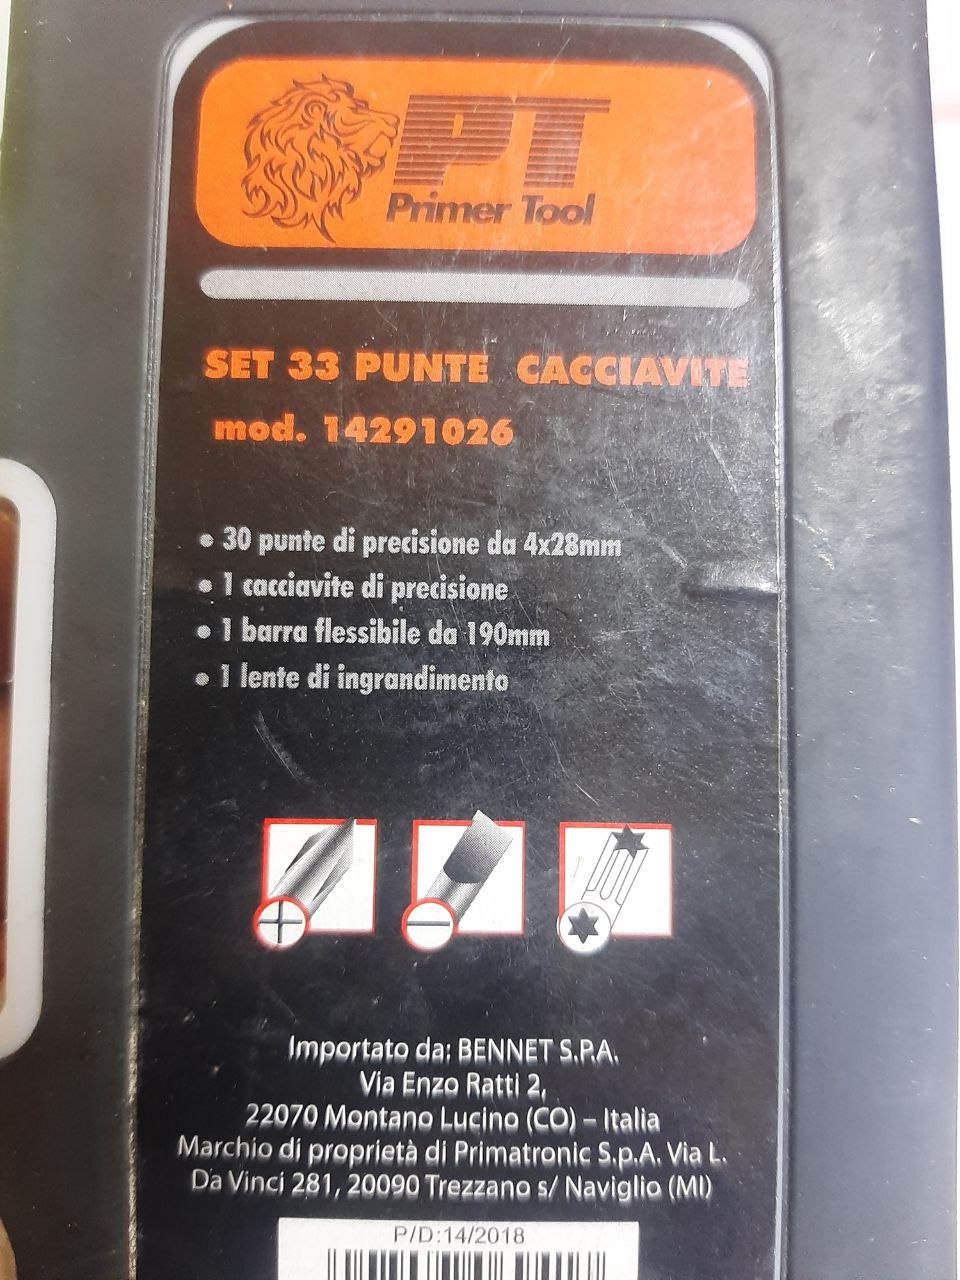 PT
Primer Tool
SET 33 PUNTE CACCIAVITE
mod. 14291026
• 30 punte di precisione da 4x28mm
• 1 cacciavite di precisione
• 1 barra flessibile da 190mm
• 1 lente di ingrandimento
Importato da: BENNET S.P.A.
Via Enzo Ratti 2,
22070 Montano Lucino (CO) – Italia
Marchio di proprietà di Primatronic S.p.A. Via L.
Da Vinci 281, 20090 Trezzano s/ Naviglio (MI)
P/D:14/2018